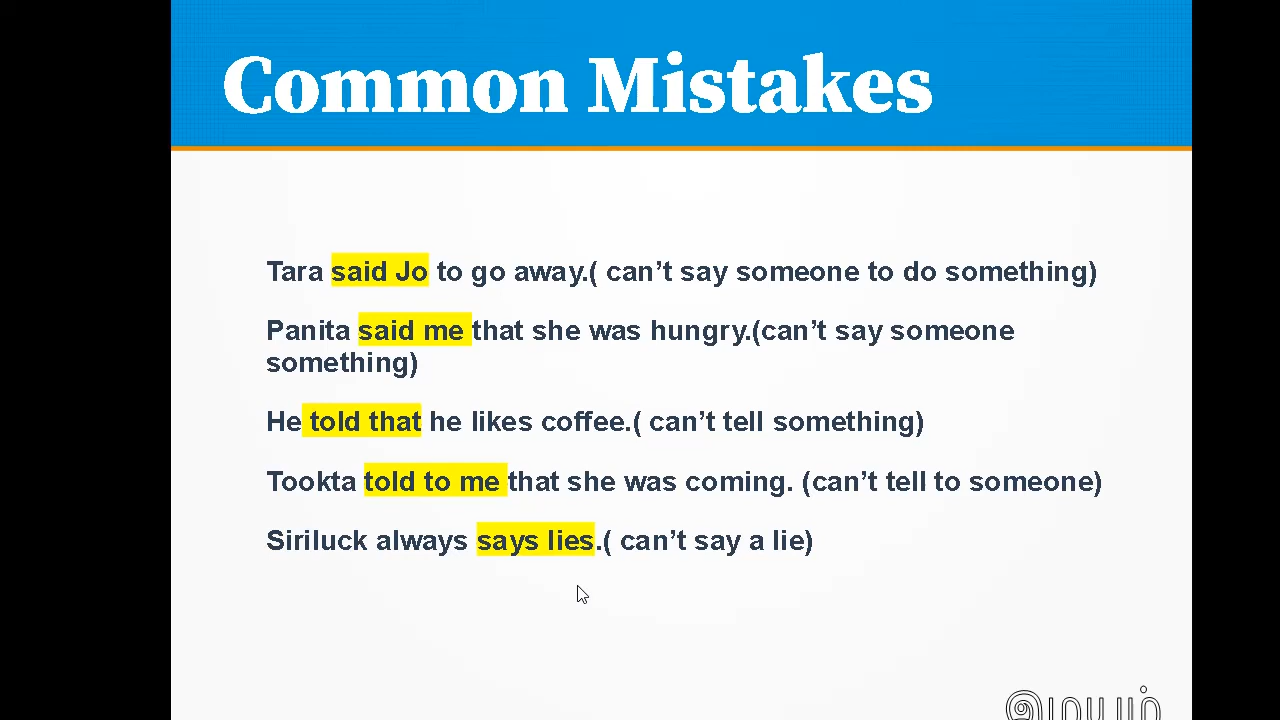 Common Mistakes
Tara said Jo to go away.( can’t say someone to do something)
Panita said me that she was hungry.(can’t say someone
something)
He told that he likes coffee.( can’t tell something)
Tookta told to me that she was coming. (can’t tell to someone)
Siriluck always says lies.( can’t say a lie)